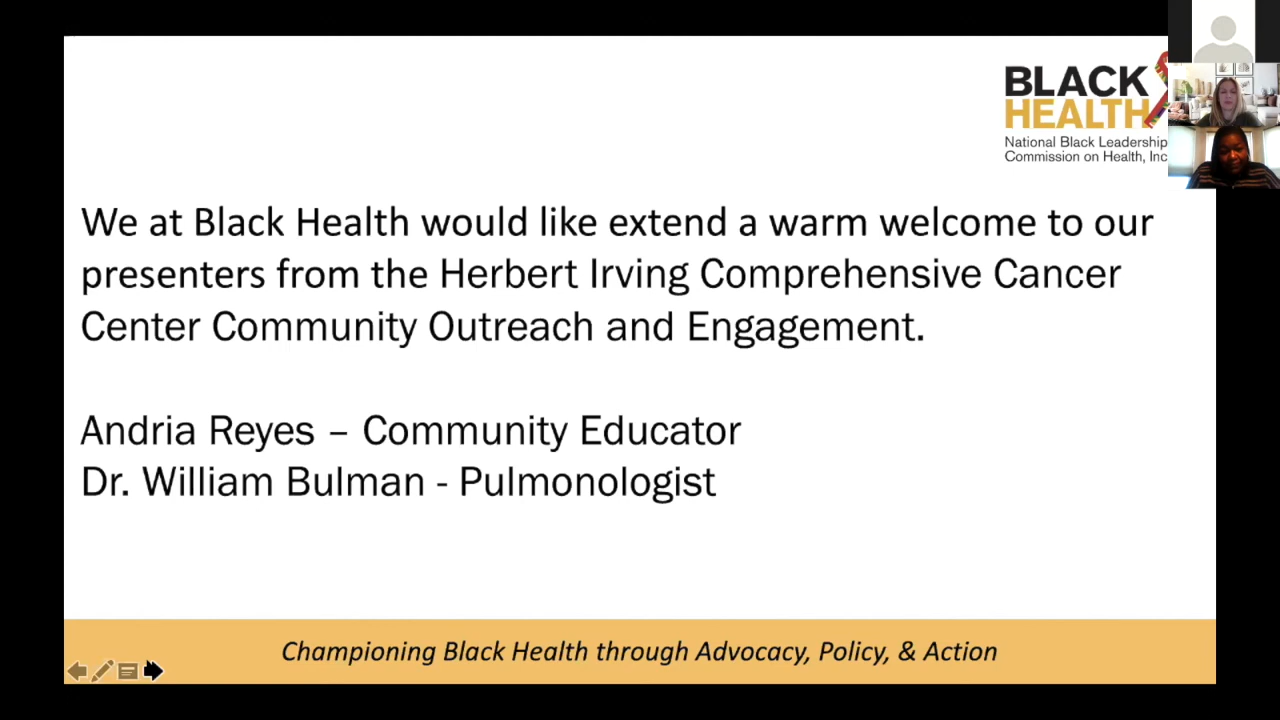 BLACK
HEALTH
National Black Leadership
Commission on Health, Inc
We at Black Health would like extend a warm welcome to our
presenters from the Herbert Irving Comprehensive Cancer
Center Community Outreach and Engagement.
Andria Reyes – Community Educator
Dr. William Bulman - Pulmonologist
Championing Black Health through Advocacy, Policy, & Action